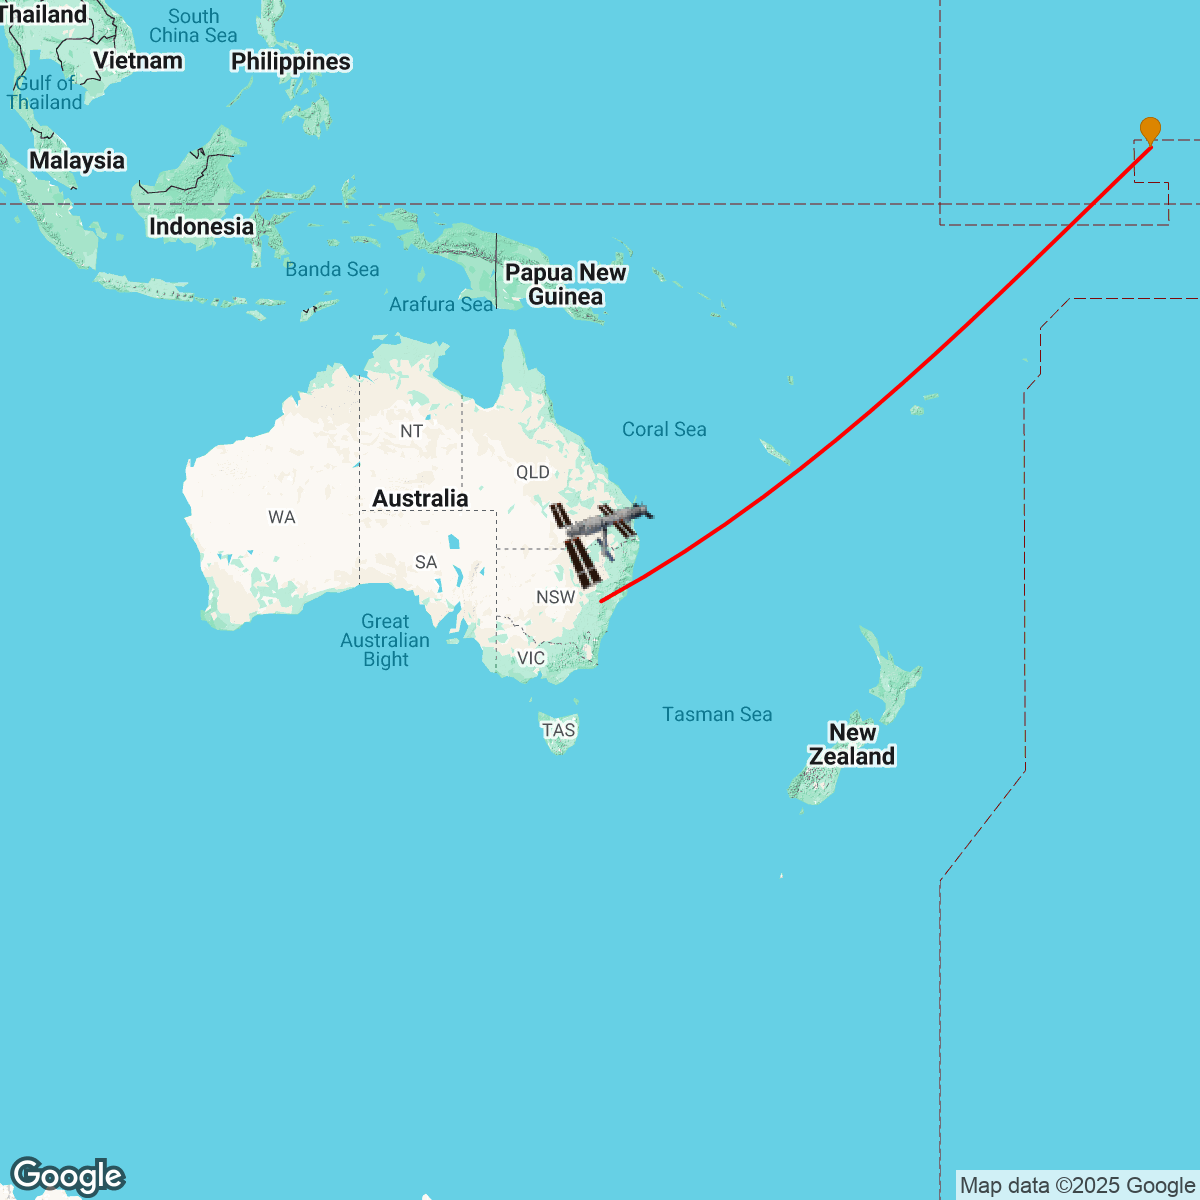 Thailand
South
China Sea
Vietnam
Philippines
Gulf of
Thailand
Malaysia
Indonesia
Banda Sea
Papua New
Guinea
Arafura Sea
NT
Coral Sea
QLD
Australia
WA
SA
NSW
Great
Australian
Bight
VIC
TAS
Tasman Sea
New
Zealand
Google
Map data ©2025 Google